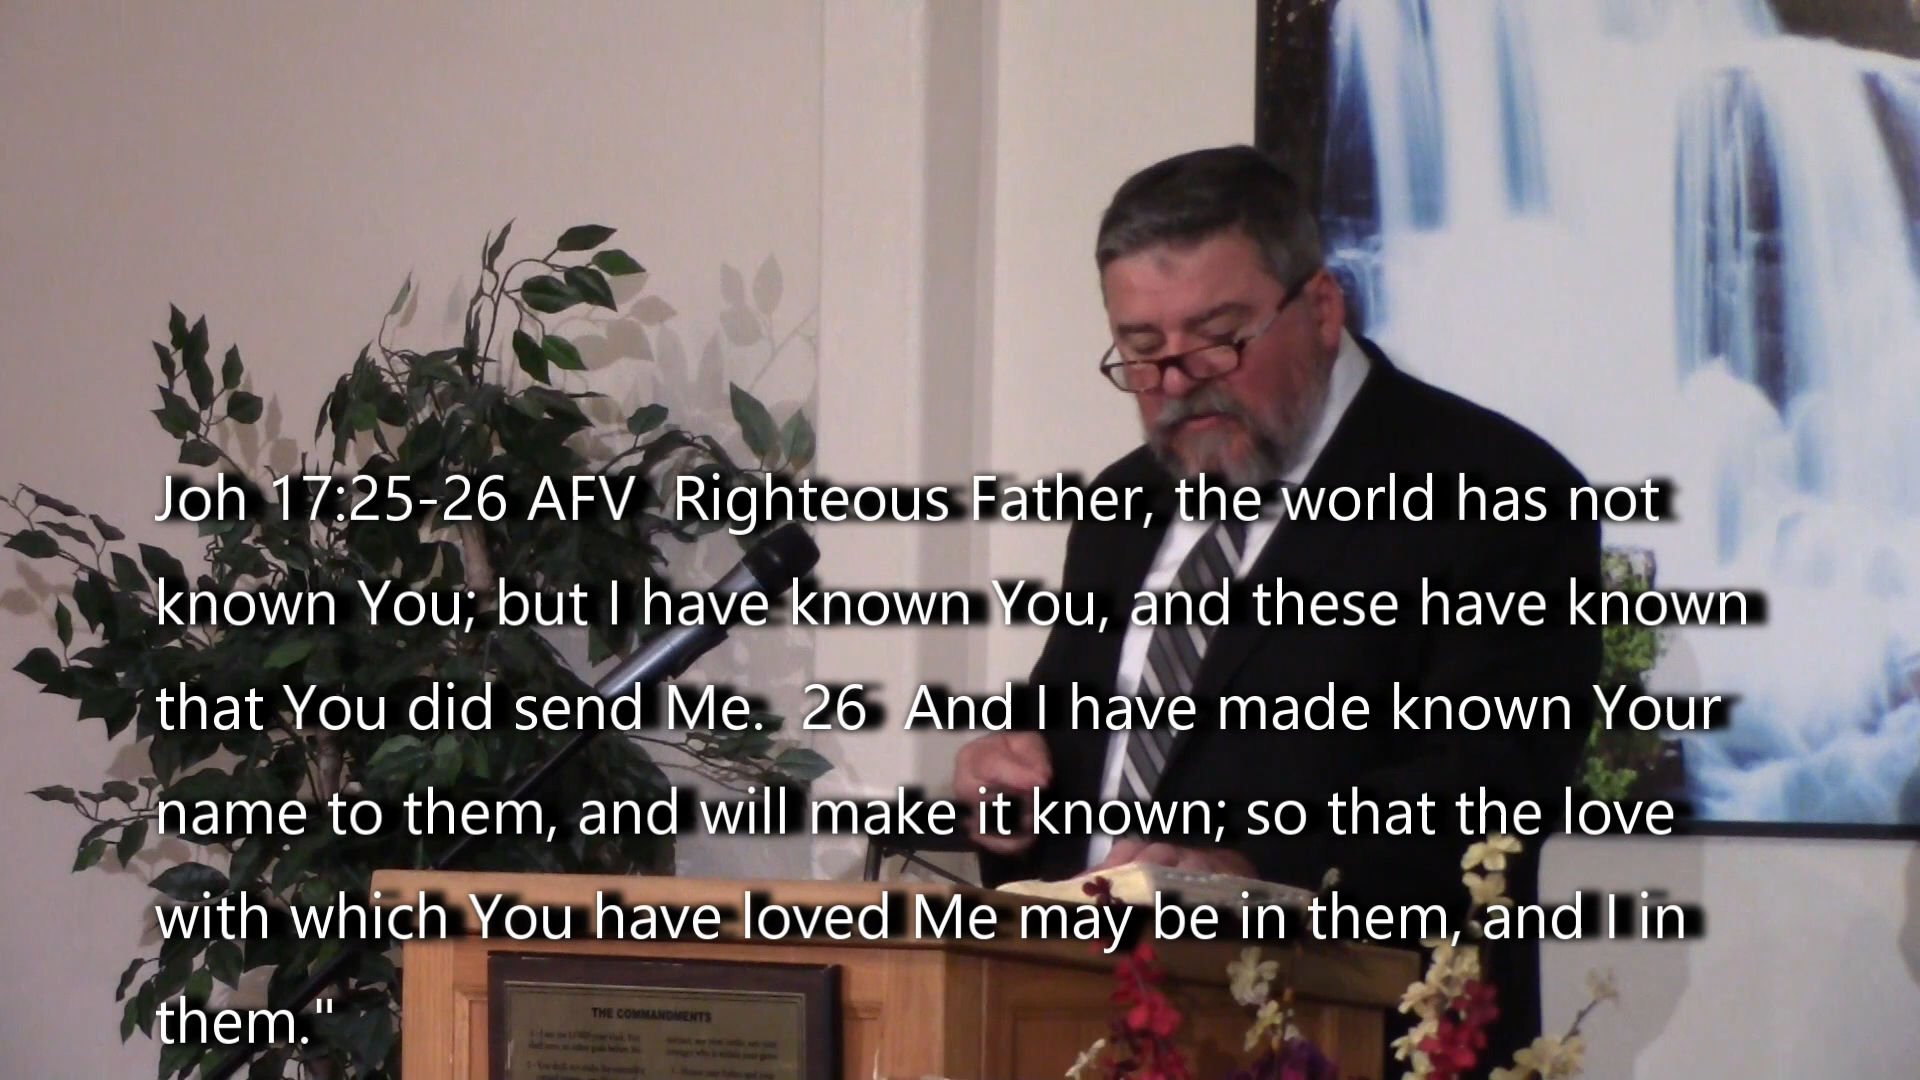 Joh 17:25-26 AFV  Righteous Father, the world has not
known You; but I have known You, and these have known
that You did send Me.  26  And I have made known Your
name to them, and will make it known; so that the love
with which You have loved Me may be in them, and I in
them."
THE COMMANDMENTS